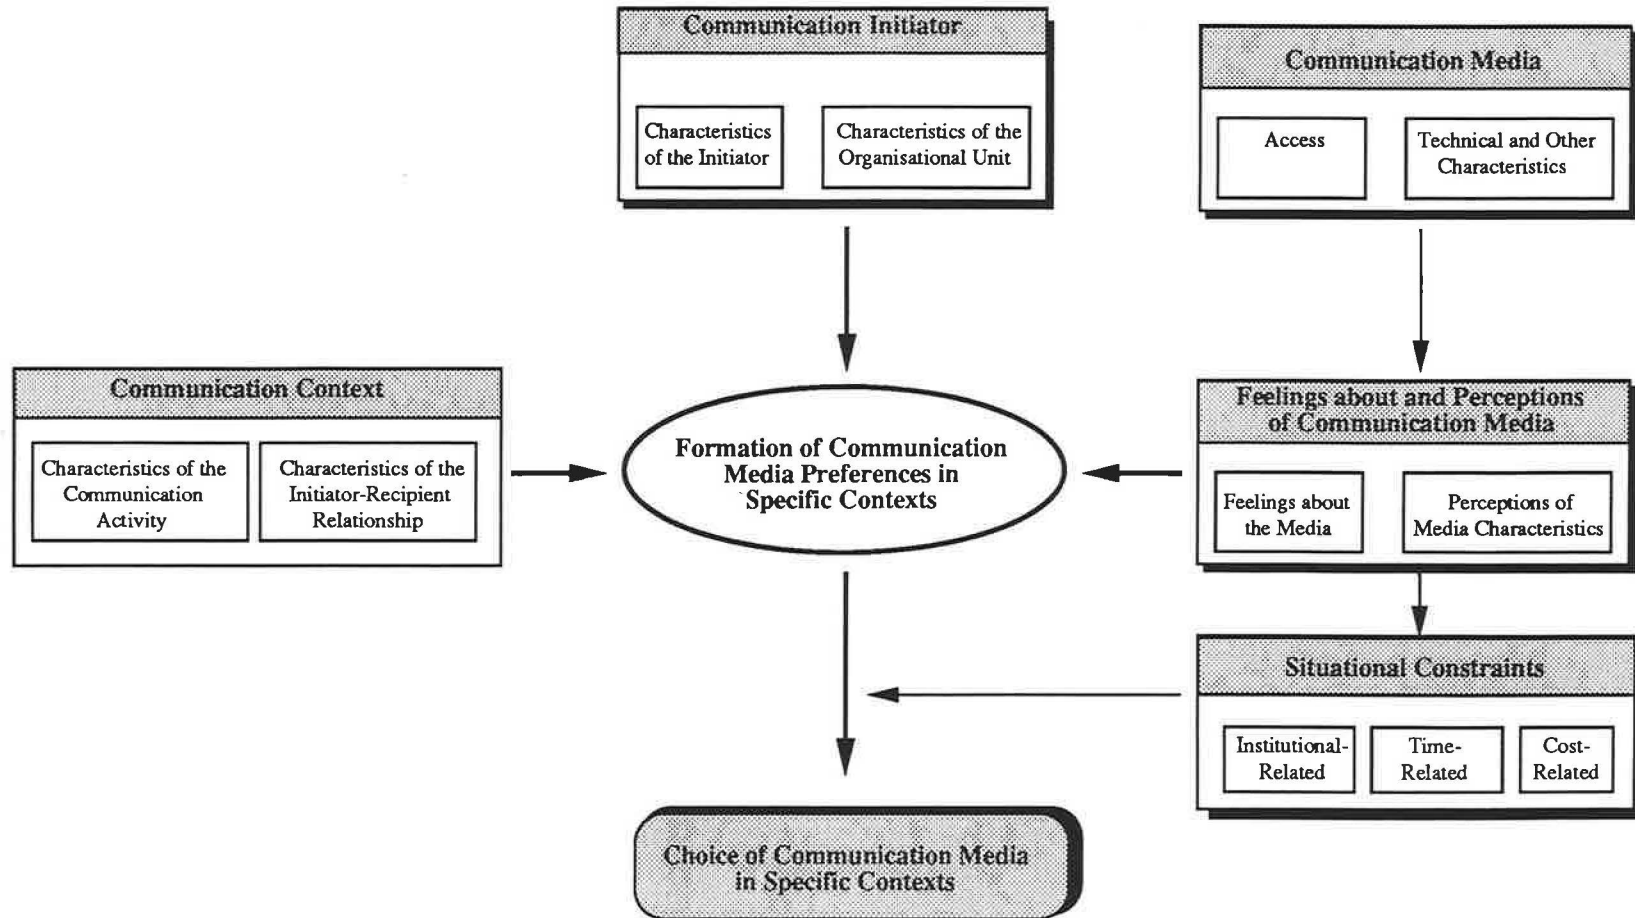 Communication Initiator
Characteristics
of the Initiator
Characteristics of the
Organisational Unit
Communication Media
Access
Technical and Other
Characteristics
Communication Context
Characteristics of the
Communication
Activity
Characteristics of the
Initiator-Recipient
Relationship
Formation of Communication
Media Preferences in
Specific Contexts
Feelings about and Perceptions
of Communication Media
Feelings about
the Media
Perceptions of
Media Characteristics
Situational Constraints
Institutional-
Related
Time-
Related
Cost-
Related
Choice of Communication Media
in Specific Contexts